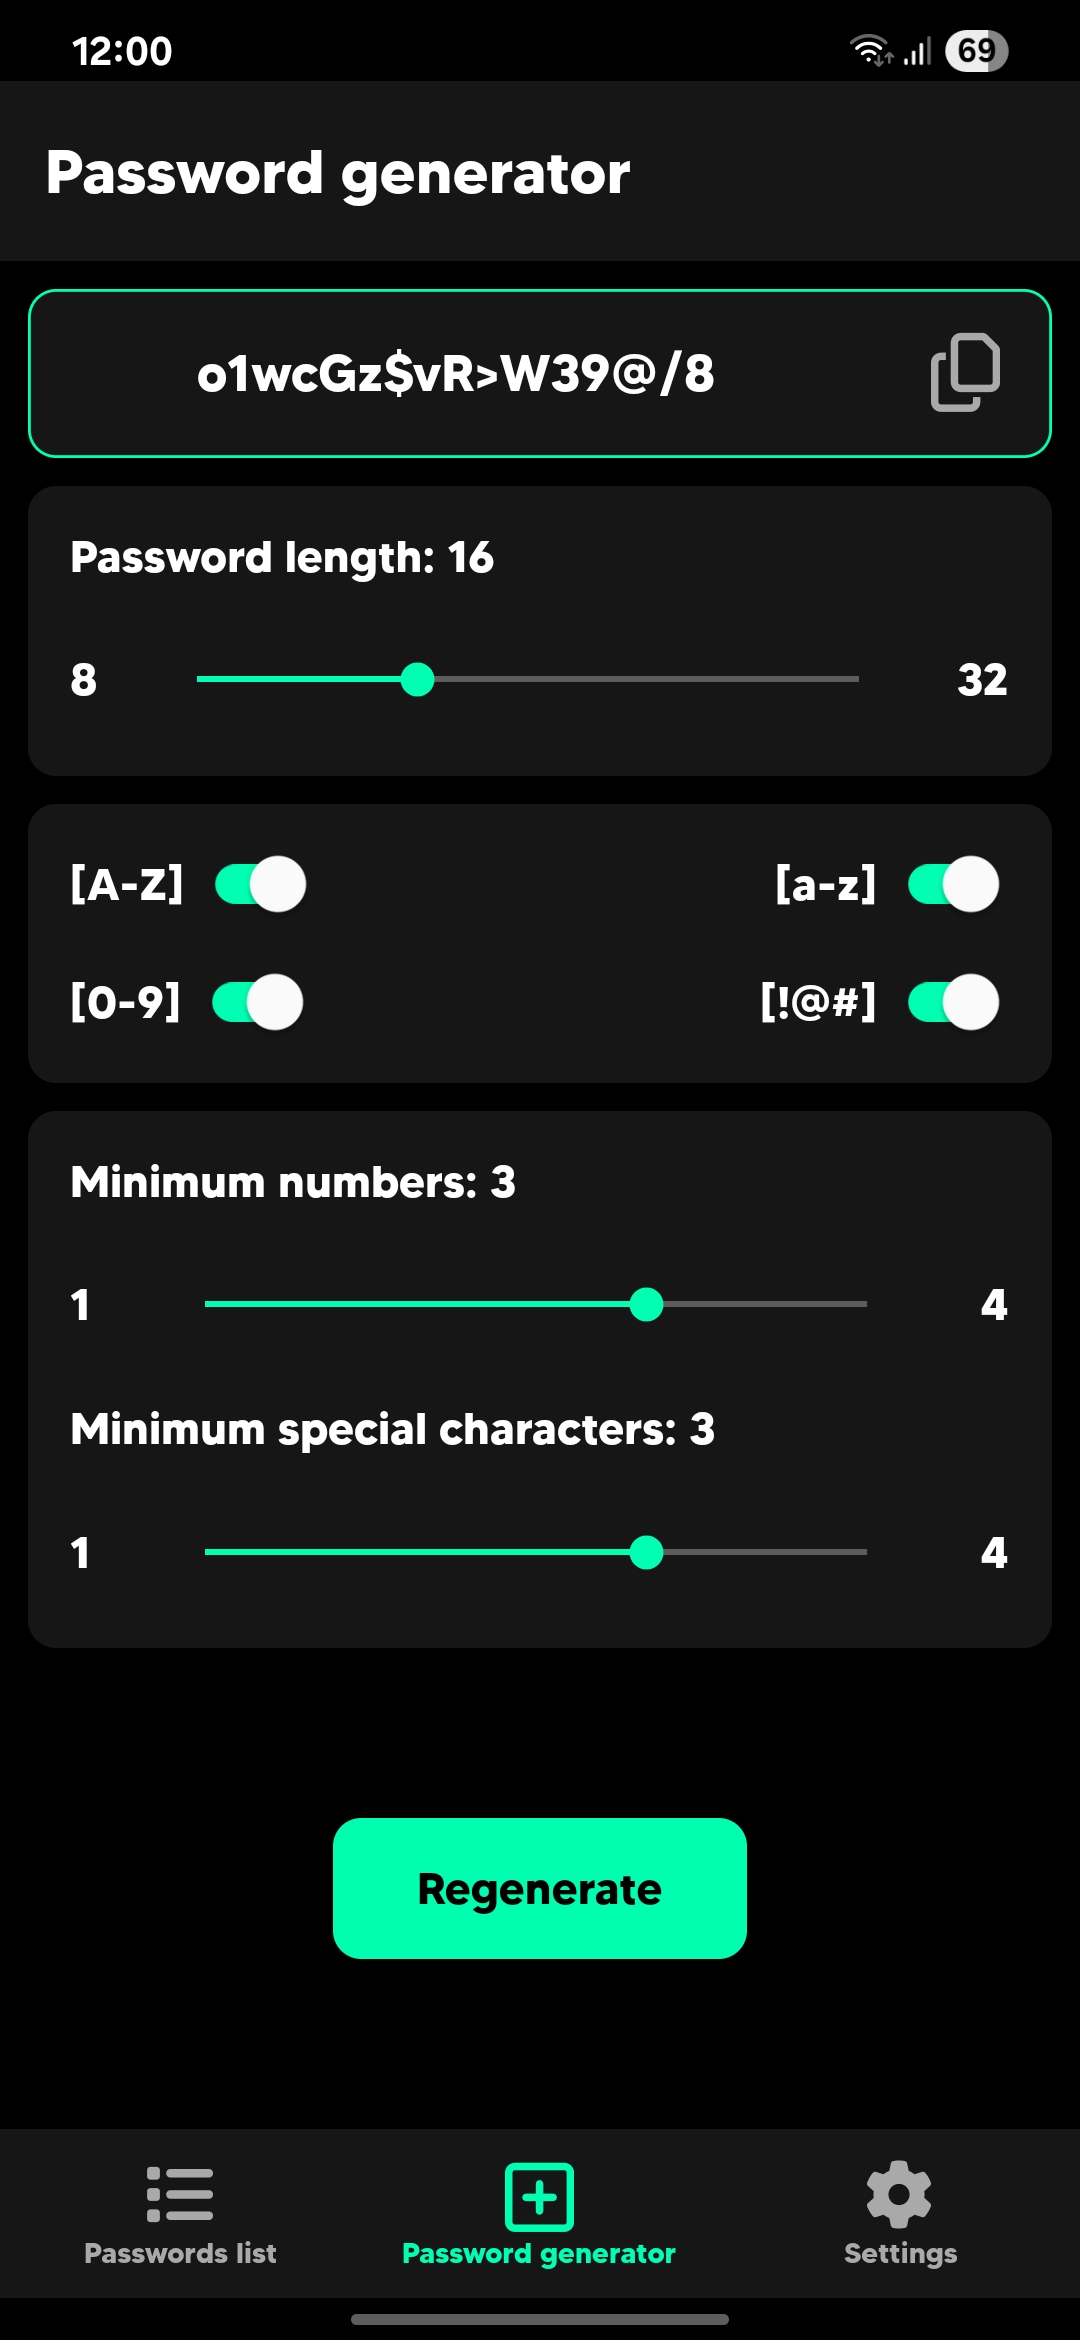 12:00 69
Password generator
o1wcGz$vR>W39@/8
Password length: 16
8 32
[A-Z] [a-z]
[0-9] [!@#]
Minimum numbers: 3
1 4
Minimum special characters: 3
1 4
Regenerate
Passwords list Password generator Settings